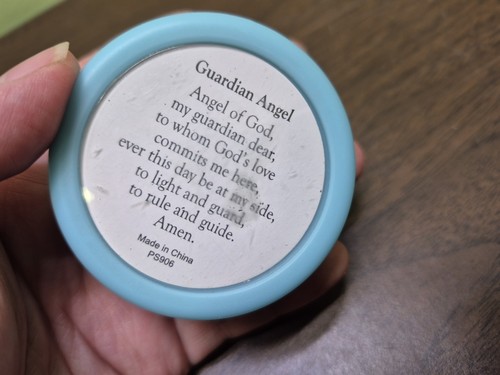 Guardian Angel
Angel of God,
my guardian dear,
to whom God's love
commits me here,
ever this day be at my side,
to light and guard,
to rule and guide.
Amen.
Made in China
PS906